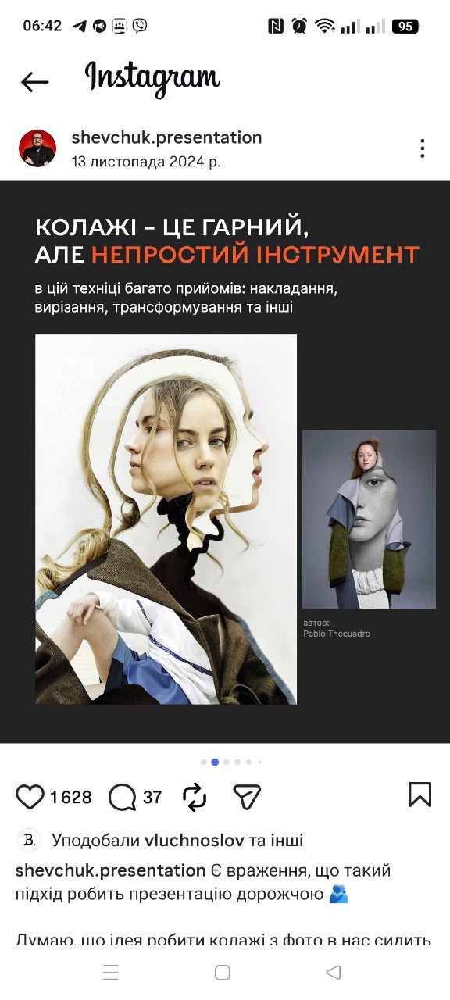 06:42
95
Instagram
shevchuk.presentation
13 листопада 2024 р.
КОЛАЖІ – ЦЕ ГАРНИЙ,
АЛЕ НЕПРОСТИЙ ІНСТРУМЕНТ
в цій техніці багато прийомів: накладання,
вирізання, трансформування та інші
автор:
Pablo Thecuadro
1 628
37
B.
Уподобали vluchnoslov та інші
shevchuk.presentation Є враження, що такий
підхід робить презентацію дорожчою 🫂
Думаю, що ідея робити колажі з фото в нас сидить